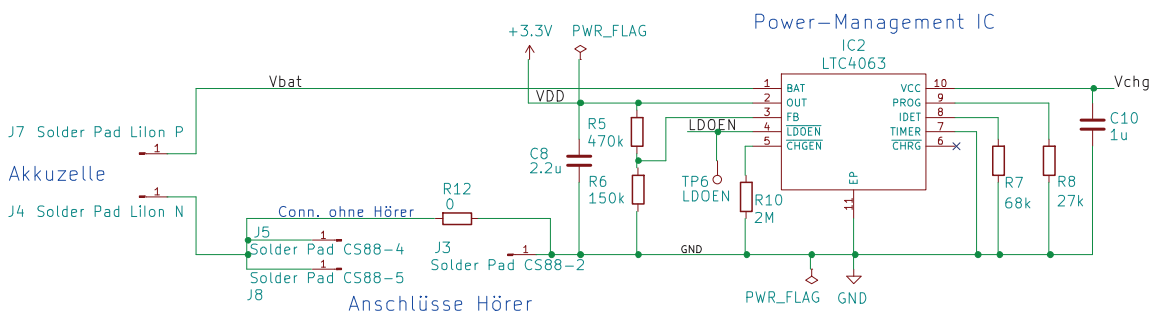 Power-Management IC
+3.3V
PWR_FLAG
IC2
LTC4063
Vbat
VDD
1
BAT
2
OUT
3
FB
4
LDOEN
5
CHGEN
VCC
10
PROG
9
IDET
8
TIMER
7
CHRG
6
EP
11
Vchg
C10
1u
LDOEN
J7 Solder Pad LiIon P
1
R5
470k
C8
2.2u
R6
150k
TP6
LDOEN
R10
2M
R7
68k
R8
27k
Akkuzelle
1
J4 Solder Pad LiIon N
R12
0
Conn. ohne Hörer
J5
1
Solder Pad CS88-4
J3
1
Solder Pad CS88-2
GND
1
Solder Pad CS88-5
J8
Anschlüsse Hörer
PWR_FLAG
GND